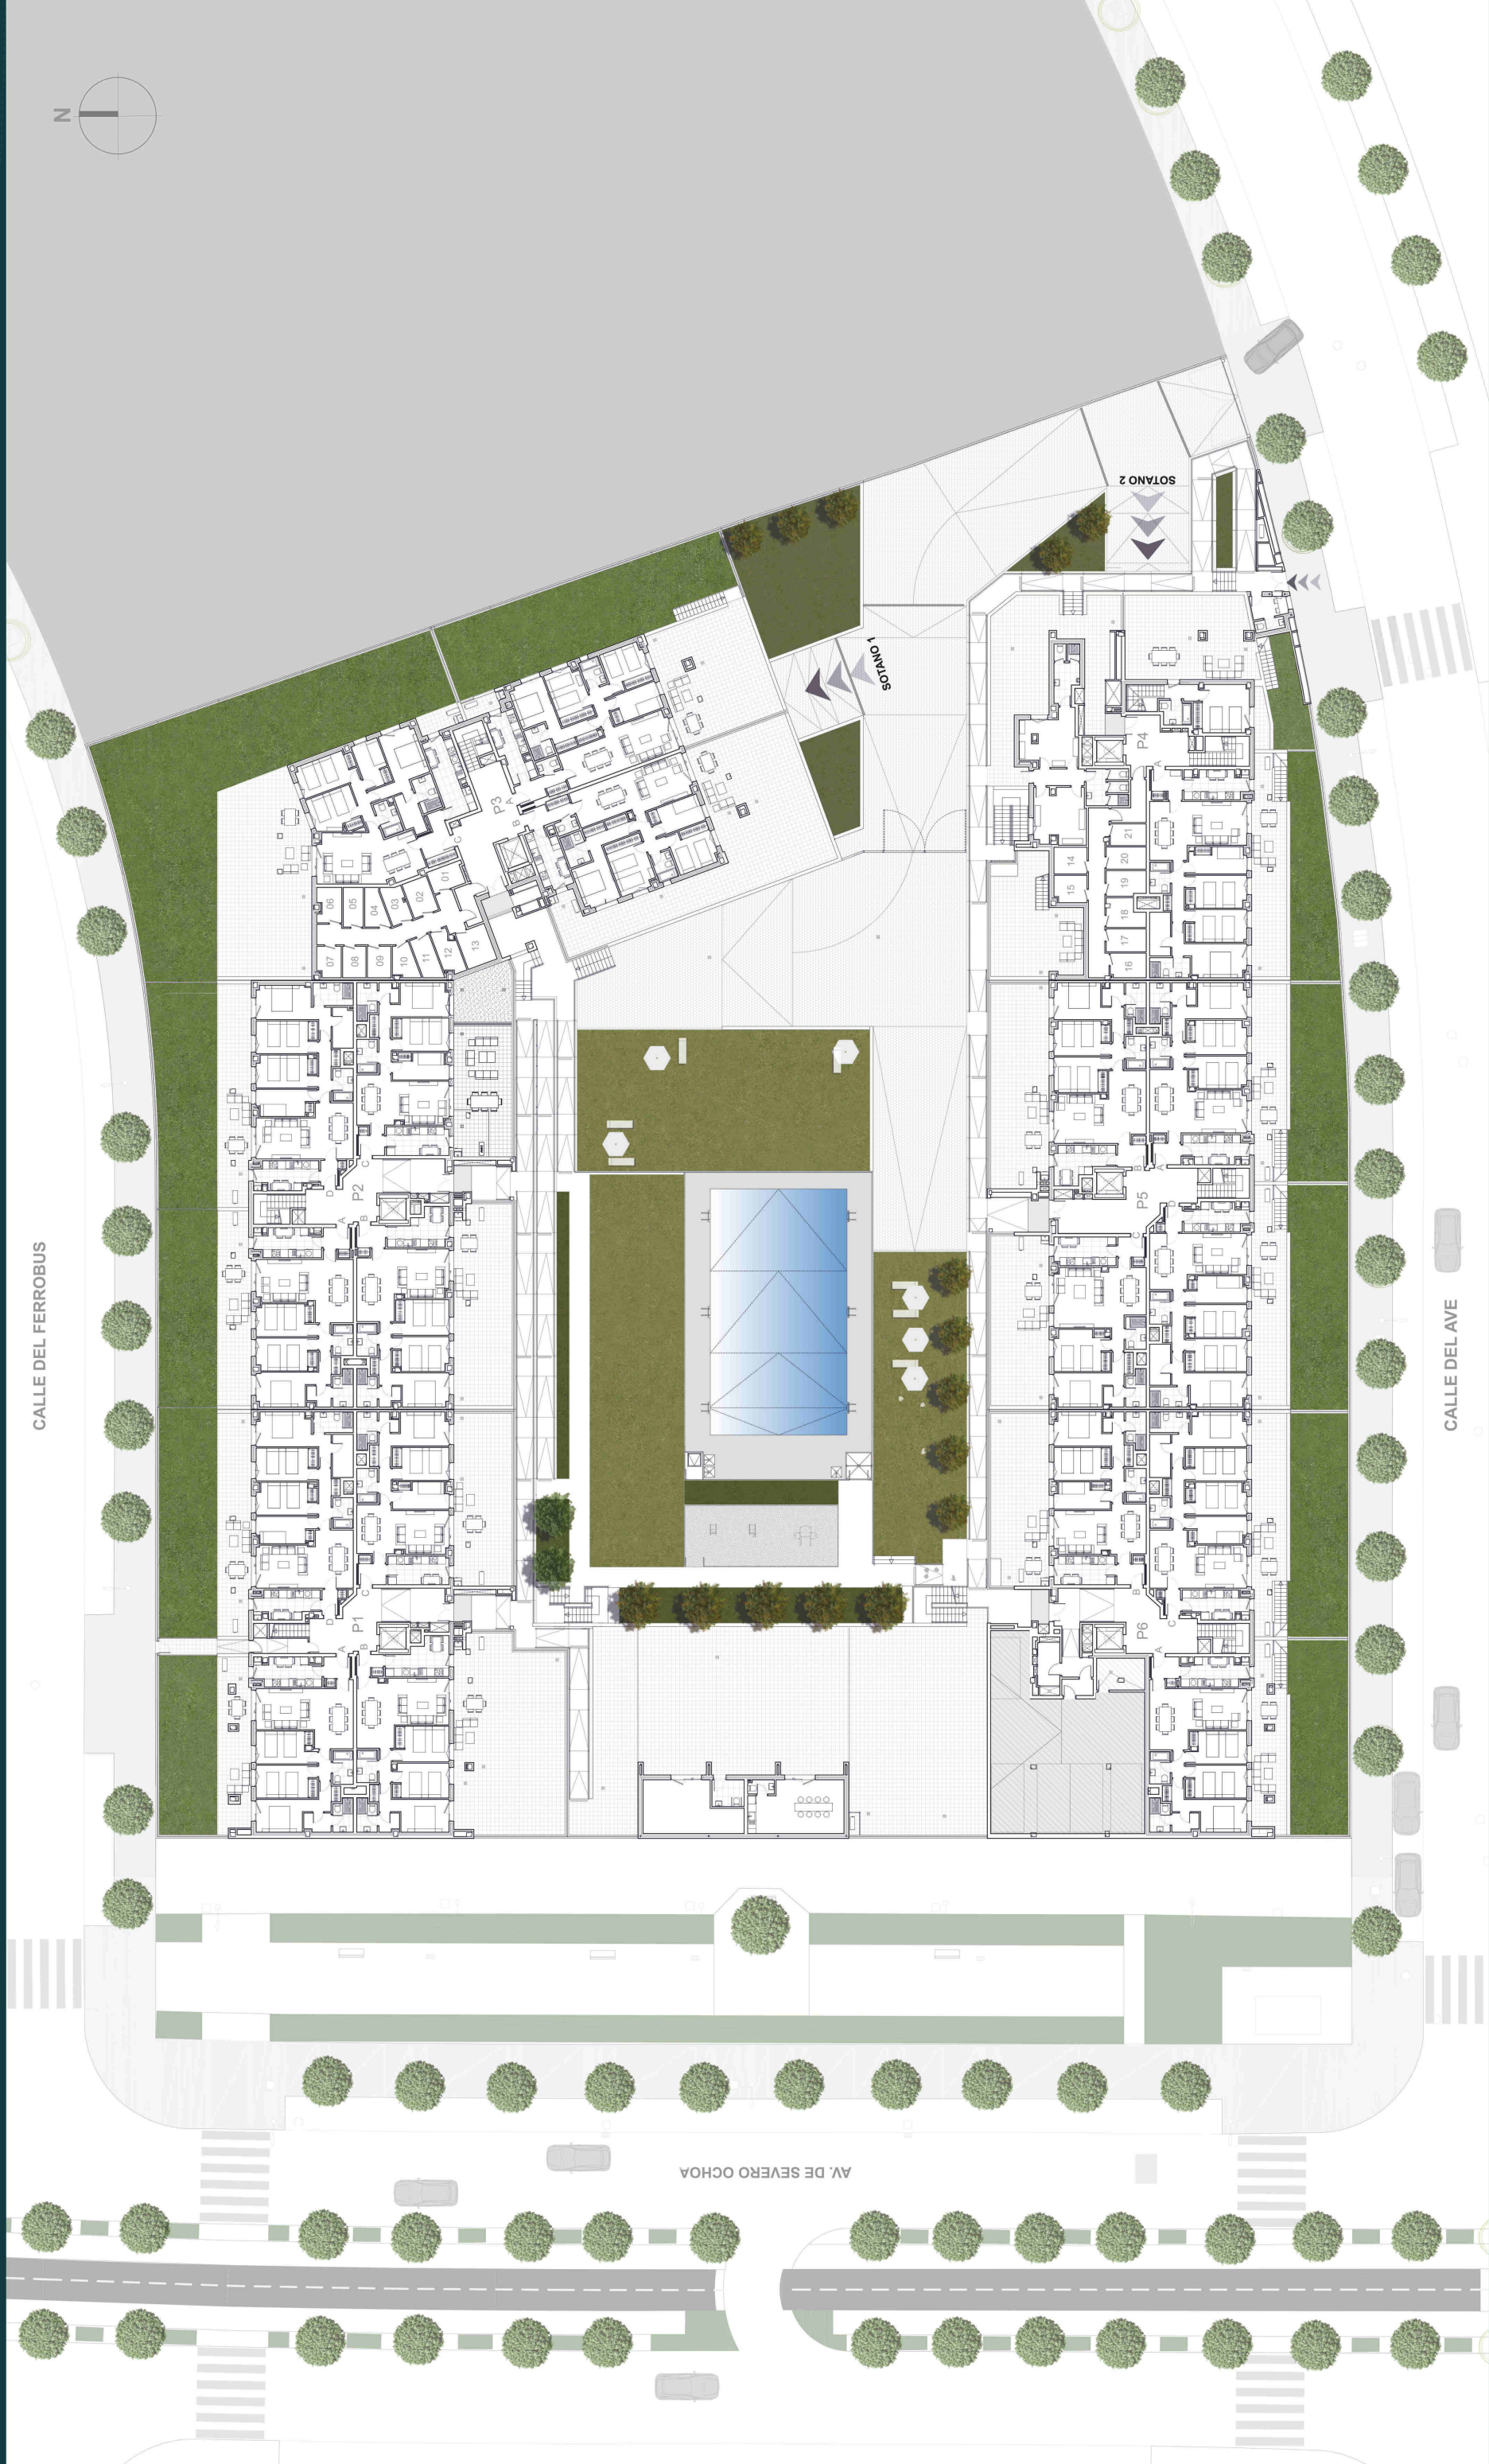 N
SOTANO 2
SOTANO 1
P4
A
P3
A
B
C
01
02
03
04
05
06
07
08
09
10
11
12
13
14
15
16
17
18
19
20
21
P2
A
B
C
D
P5
A
B
C
D
CALLE DEL FERROBUS
CALLE DEL AVE
P1
A
B
C
D
P6
A
B
C
AV. DE SEVERO OCHOA